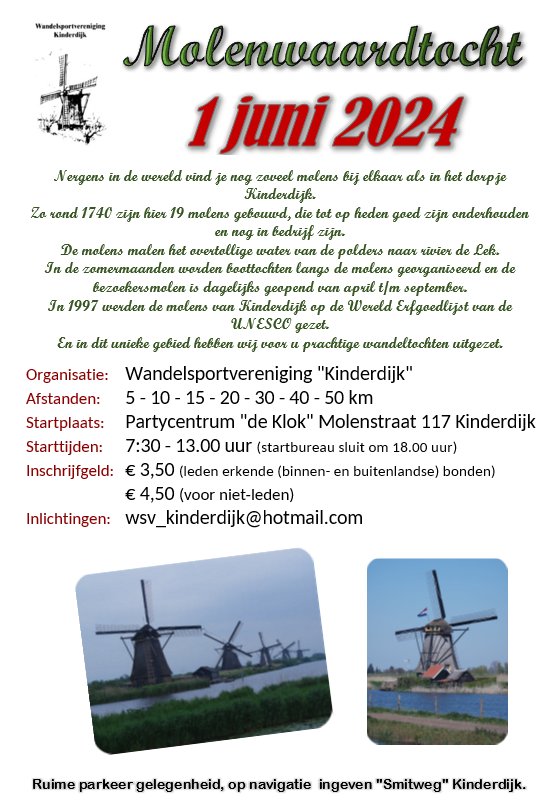 Wandelsportvereniging
Kinderdijk
Molenwaardtocht
1 juni 2024
Nergens in de wereld vind je nog zoveel molens bij elkaar als in het dorpje
Kinderdijk.
Zo rond 1740 zijn hier 19 molens gebouwd, die tot op heden goed zijn onderhouden
en nog in bedrijf zijn.
De molens malen het overtollige water van de polders naar rivier de Lek.
In de zomermaanden worden boottochten langs de molens georganiseerd en de
bezoekersmolen is dagelijks geopend van april t/m september.
In 1997 werden de molens van Kinderdijk op de Wereld Erfgoedlijst van de
UNESCO gezet.
En in dit unieke gebied hebben wij voor u prachtige wandeltochten uitgezet.
Organisatie: Wandelsportvereniging "Kinderdijk"
Afstanden: 5 - 10 - 15 - 20 - 30 - 40 - 50 km
Startplaats: Partycentrum "de Klok" Molenstraat 117 Kinderdijk
Starttijden: 7:30 - 13.00 uur (startbureau sluit om 18.00 uur)
Inschrijfgeld: € 3,50 (leden erkende (binnen- en buitenlandse) bonden)
€ 4,50 (voor niet-leden)
Inlichtingen: wsv_kinderdijk@hotmail.com
Ruime parkeer gelegenheid, op navigatie ingeven "Smitweg" Kinderdijk.